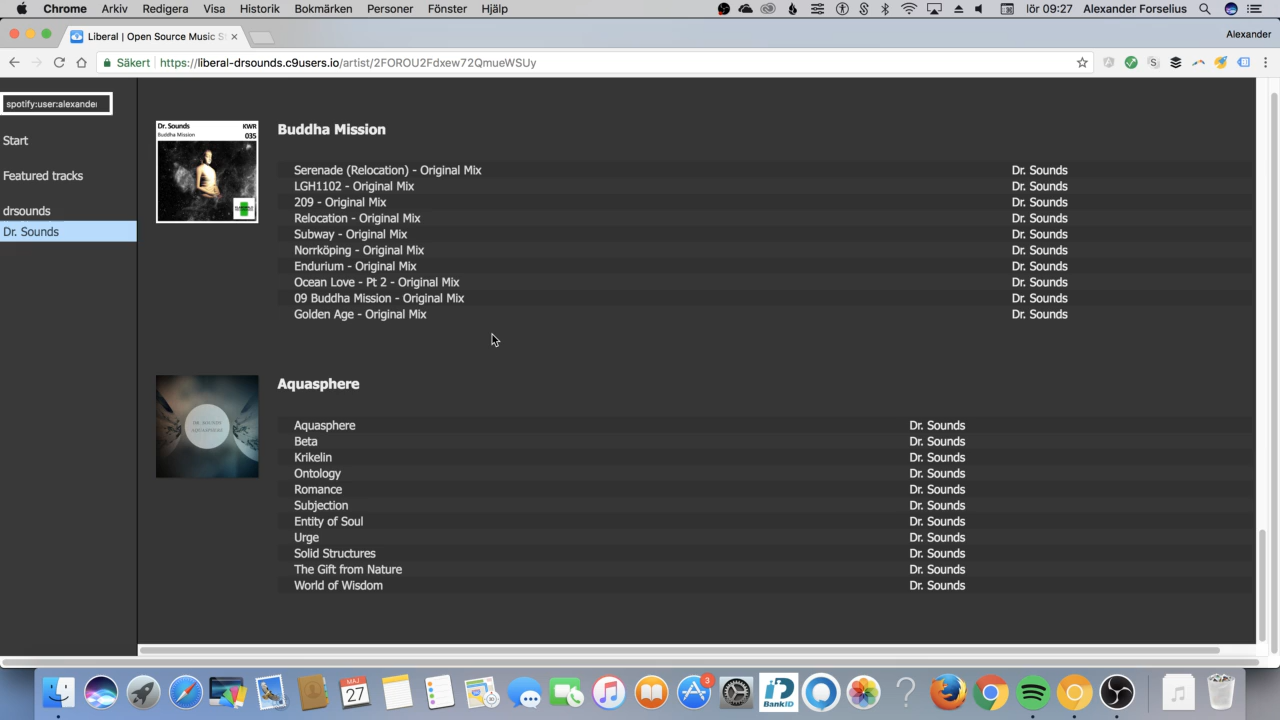 Chrome Arkiv Redigera Visa Historik Bokmärken Personer Fönster Hjälp lör 09:27 Alexander Forselius
Liberal | Open Source Music S Alexander
Säkert https://liberal-drsounds.c9users.io/artist/2FOROU2Fdxew72QmueWSUy
spotify:user:alexander
Start
Featured tracks
drsounds
Dr. Sounds
Dr. Sounds KWR
Buddha Mission 035
Buddha Mission
Serenade (Relocation) - Original Mix Dr. Sounds
LGH1102 - Original Mix Dr. Sounds
209 - Original Mix Dr. Sounds
Relocation - Original Mix Dr. Sounds
Subway - Original Mix Dr. Sounds
Norrköping - Original Mix Dr. Sounds
Endurium - Original Mix Dr. Sounds
Ocean Love - Pt 2 - Original Mix Dr. Sounds
09 Buddha Mission - Original Mix Dr. Sounds
Golden Age - Original Mix Dr. Sounds
DR. SOUNDS
AQUASPHERE
Aquasphere
Aquasphere Dr. Sounds
Beta Dr. Sounds
Krikelin Dr. Sounds
Ontology Dr. Sounds
Romance Dr. Sounds
Subjection Dr. Sounds
Entity of Soul Dr. Sounds
Urge Dr. Sounds
Solid Structures Dr. Sounds
The Gift from Nature Dr. Sounds
World of Wisdom Dr. Sounds
MAJ
27
3
BankID